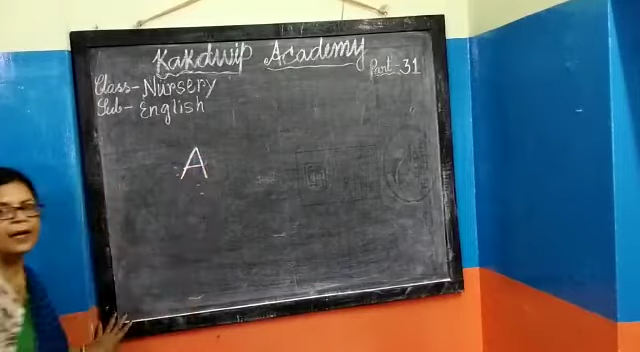 Kakdwip Academy
Part-31
Class- Nursery
Sub- English
A